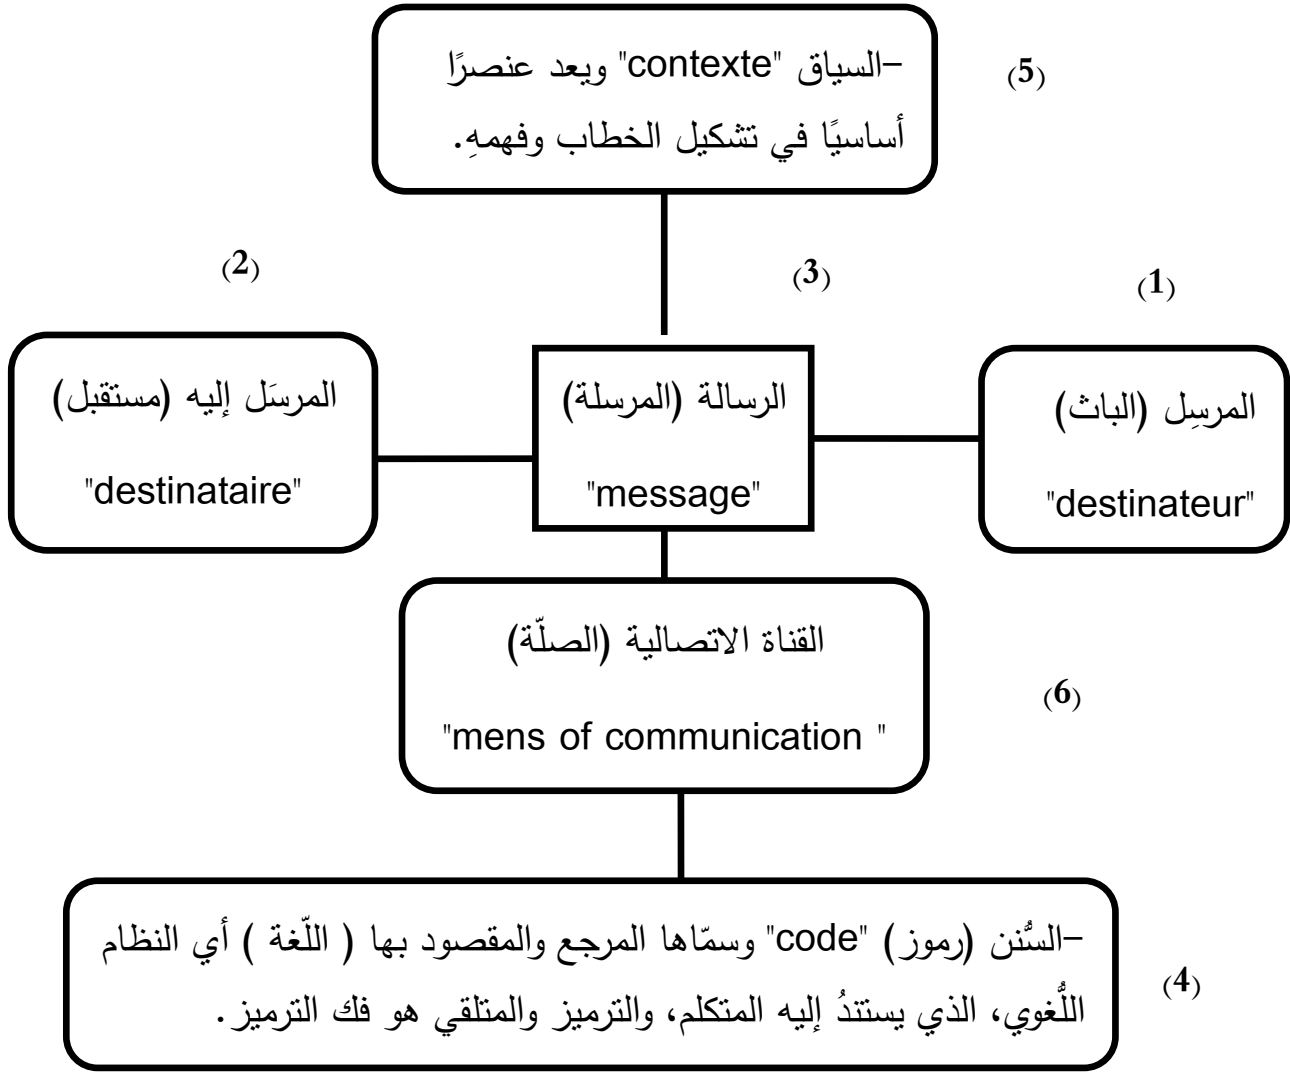 –السياق "contexte" ويعد عنصرًا
أساسيًا في تشكيل الخطاب وفهمهِ.
(5)
(1)
(3)
(2)
المرسِل (الباث)
"destinateur"
الرسالة (المرسلة)
"message"
المرسَل إليه (مستقبل)
"destinataire"
القناة الاتصالية (الصلّة)
"mens of communication "
(6)
–السُّنن (رموز) "code" وسمّاها المرجع والمقصود بها ( اللّغة ) أي النظام
اللُّغوي، الذي يستندُ إليه المتكلم، والترميز والمتلقي هو فك الترميز.
(4)